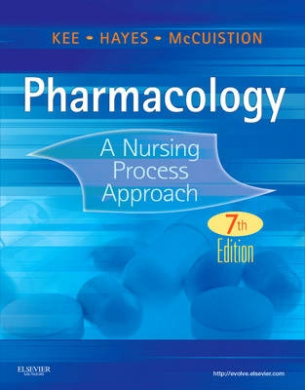 KEE • HAYES • McCUISTION
Pharmacology
A Nursing
Process
Approach
7th
Edition
ELSEVIER
http://evolve.elsevier.com